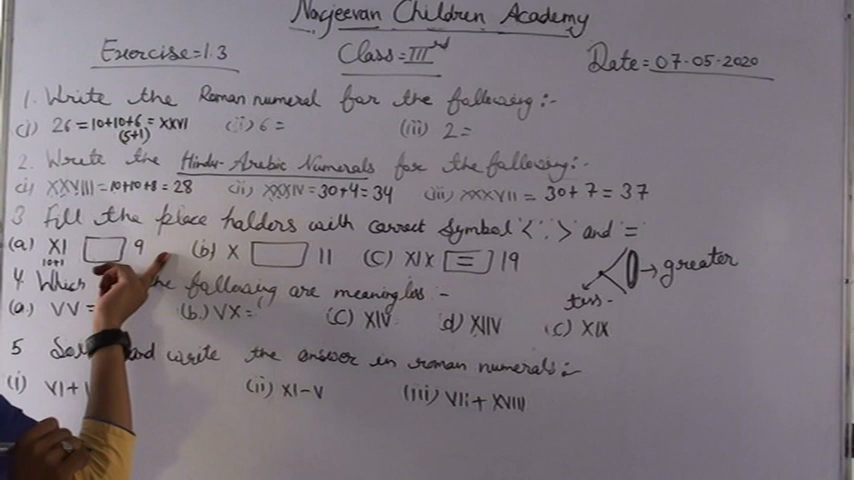 Navjeevan Children Academy
Exercise=1.3 Class=III rd Date=07.05.2020
1. Write the Roman numeral for the following:-
(i) 26=10+10+6=XXVI (ii) 6= (iii) 2=
(5+1)
2. Write the Hindu-Arabic Numerals for the following:-
(i) XXVIII=10+10+8=28 (ii) XXXIV=30+4=34 (iii) XXXVII=30+7=37
3 Fill the place holders with correct symbol '<', '>' and '='
(a) XI 9 (b) X 11 (C) XIX = 19
10+1
→greater
less-
4 Which the following are meaningless:-
(a) VV= (b) VX= (C) XIV d) XIIV (C) XIX
5 and write the answer in roman numerals:-
(i) VI+ (ii) XI-V (iii) VII+XVIII